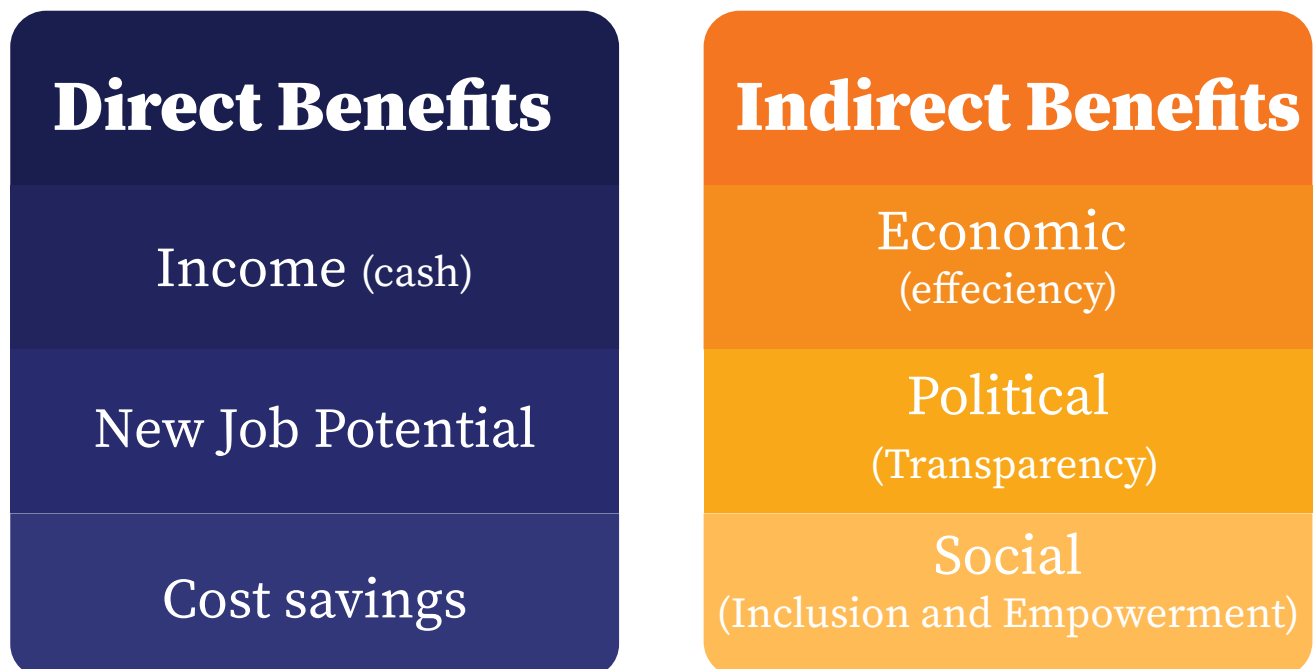 Direct Benefits
Income (cash)
New Job Potential
Cost savings
Indirect Benefits
Economic
(effeciency)
Political
(Transparency)
Social
(Inclusion and Empowerment)